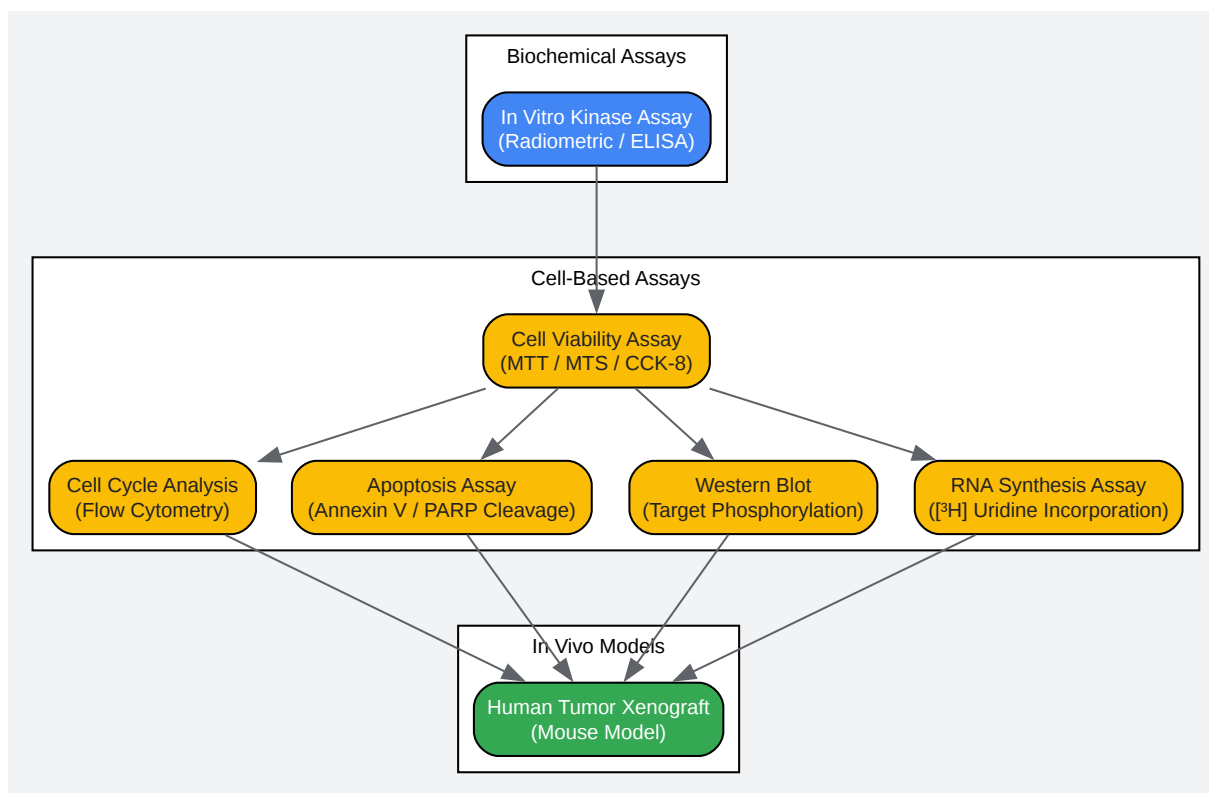 Biochemical Assays
In Vitro Kinase Assay
(Radiometric / ELISA)
Cell-Based Assays
Cell Viability Assay
(MTT / MTS / CCK-8)
Cell Cycle Analysis
(Flow Cytometry)
Apoptosis Assay
(Annexin V / PARP Cleavage)
Western Blot
(Target Phosphorylation)
RNA Synthesis Assay
([³H] Uridine Incorporation)
In Vivo Models
Human Tumor Xenograft
(Mouse Model)